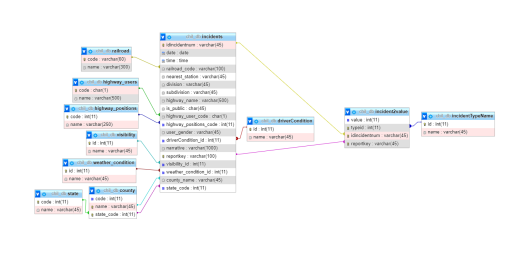 railroad
code : varchar(60)
name : varchar(300)
highway_users
code : char(1)
name : varchar(500)
highway_positions
code : int(11)
name : varchar(250)
visibility
id : int(11)
name : varchar(45)
weather_condition
id : int(11)
name : varchar(45)
state
code : int(11)
name : varchar(45)
county
code : int(11)
name : varchar(45)
state_code : int(11)
incidents
idincidentnum : varchar(45)
date : date
time : time
railroad_code : varchar(100)
nearest_station : varchar(45)
division : varchar(45)
subdivision : varchar(45)
highway_name : varchar(600)
is_public : char(45)
highway_user_code : char(1)
highway_positions_code : int(11)
user_gender : varchar(45)
driverCondition_id : int(11)
narrative : varchar(1000)
reportkey : varchar(100)
visibility_id : int(11)
weather_condition_id : int(11)
county_name : varchar(45)
state_code : int(11)
driverCondition
id : int(11)
name : varchar(45)
incidentXvalue
value : int(11)
typeid : int(11)
idincidentnum : varchar(45)
reportkey : varchar(45)
incidentTypeName
id : int(11)
name : varchar(45)